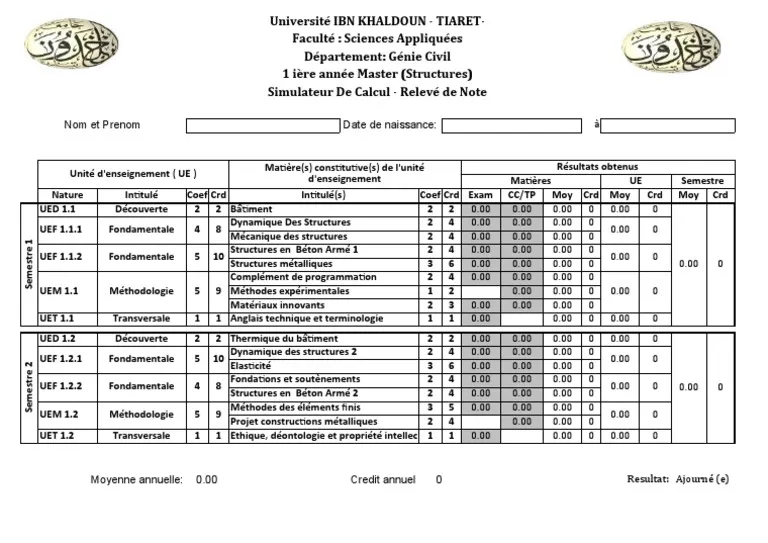 Université IBN KHALDOUN - TIARET-
Faculté : Sciences Appliquées
Département: Génie Civil
1 ière année Master (Structures)
Simulateur De Calcul - Relevé de Note
Nom et Prenom Date de naissance: à
Unité d'enseignement ( UE ) Matière(s) constitutive(s) de l'unité d'enseignement Résultats obtenus
Matières UE Semestre
Nature Intitulé Coef Crd Intitulé(s) Coef Crd Exam CC/TP Moy Crd Moy Crd Moy Crd
Semestre 1
UED 1.1 Découverte 2 2 Bâtiment 2 2 0.00 0.00 0.00 0 0.00 0
UEF 1.1.1 Fondamentale 4 8 Dynamique Des Structures 2 4 0.00 0.00 0.00 0 0.00 0
Mécanique des structures 2 4 0.00 0.00 0.00 0
UEF 1.1.2 Fondamentale 5 10 Structures en Béton Armé 1 2 4 0.00 0.00 0.00 0 0.00 0
Structures métalliques 3 6 0.00 0.00 0.00 0
0.00 0
UEM 1.1 Méthodologie 5 9 Complément de programmation 2 4 0.00 0.00 0.00 0 0.00 0
Méthodes expérimentales 1 2 0.00 0.00 0
Matériaux innovants 2 3 0.00 0.00 0.00 0
UET 1.1 Transversale 1 1 Anglais technique et terminologie 1 1 0.00 0.00 0 0.00 0
Semestre 2
UED 1.2 Découverte 2 2 Thermique du bâtiment 2 2 0.00 0.00 0.00 0 0.00 0
UEF 1.2.1 Fondamentale 5 10 Dynamique des structures 2 2 4 0.00 0.00 0.00 0 0.00 0
Elasticité 3 6 0.00 0.00 0.00 0
UEF 1.2.2 Fondamentale 4 8 Fondations et soutènements 2 4 0.00 0.00 0.00 0 0.00 0
Structures en Béton Armé 2 2 4 0.00 0.00 0.00 0
0.00 0
UEM 1.2 Méthodologie 5 9 Méthodes des éléments finis 3 5 0.00 0.00 0.00 0 0.00 0
Projet constructions métalliques 2 4 0.00 0.00 0
UET 1.2 Transversale 1 1 Ethique, déontologie et propriété intellec 1 1 0.00 0.00 0 0.00 0
Moyenne annuelle: 0.00 Credit annuel 0 Resultat: Ajourné (e)